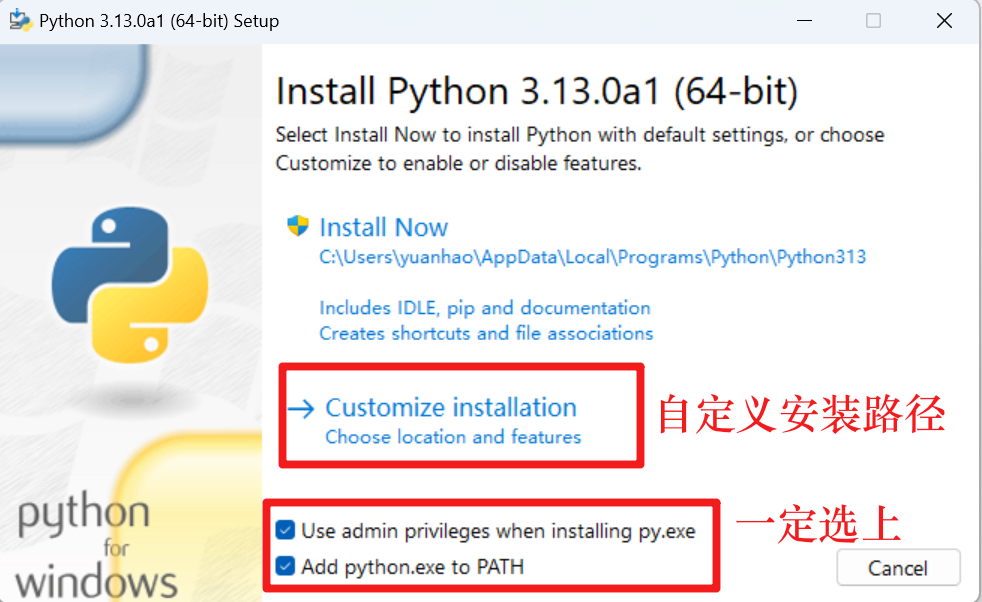 Python 3.13.0a1 (64-bit) Setup
Install Python 3.13.0a1 (64-bit)
Select Install Now to install Python with default settings, or choose
Customize to enable or disable features.
Install Now
C:\Users\yuanhao\AppData\Local\Programs\Python\Python313
Includes IDLE, pip and documentation
Creates shortcuts and file associations
→ Customize installation
Choose location and features
自定义安装路径
Use admin privileges when installing py.exe
一定选上
Add python.exe to PATH
Cancel
python
for
windows